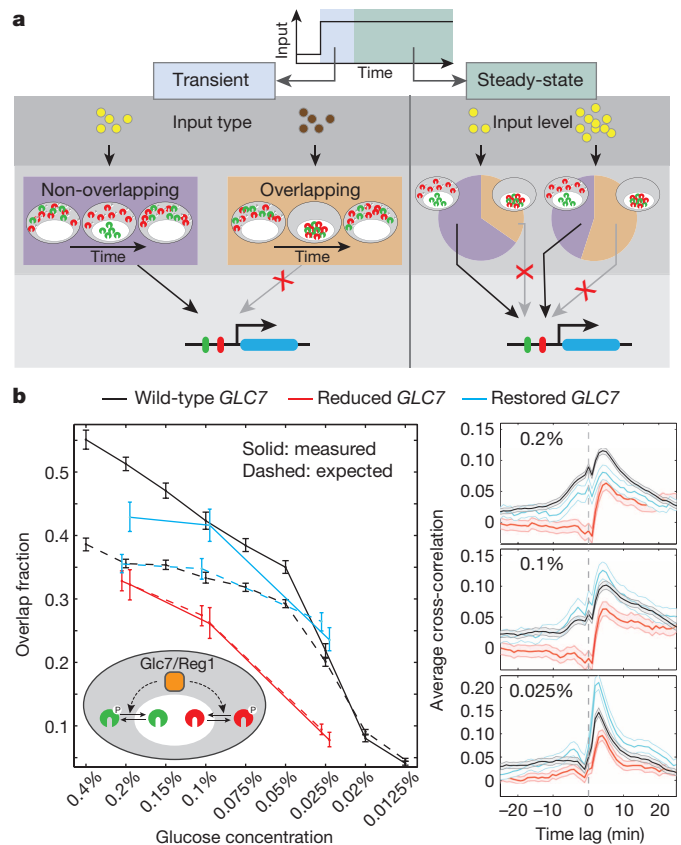 a
Input
Time
Transient
Steady-state
Input type
Input level
Non-overlapping
Overlapping
Time
Time
X
X
X
b
Wild-type GLC7
Reduced GLC7
Restored GLC7
Solid: measured
Dashed: expected
Overlap fraction
0.5
0.4
0.3
0.2
0.1
Glc7/Reg1
P
P
0.4%
0.2%
0.15%
0.1%
0.075%
0.05%
0.025%
0.02%
0.0125%
Glucose concentration
Average cross-correlation
0.2%
0.15
0.10
0.05
0
0.1%
0.15
0.10
0.05
0
0.025%
0.20
0.15
0.10
0.05
0
−20
−10
0
10
20
Time lag (min)